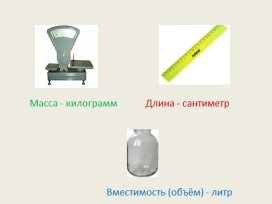 Масса - килограмм
Длина - сантиметр
Вместимость (объём) - литр